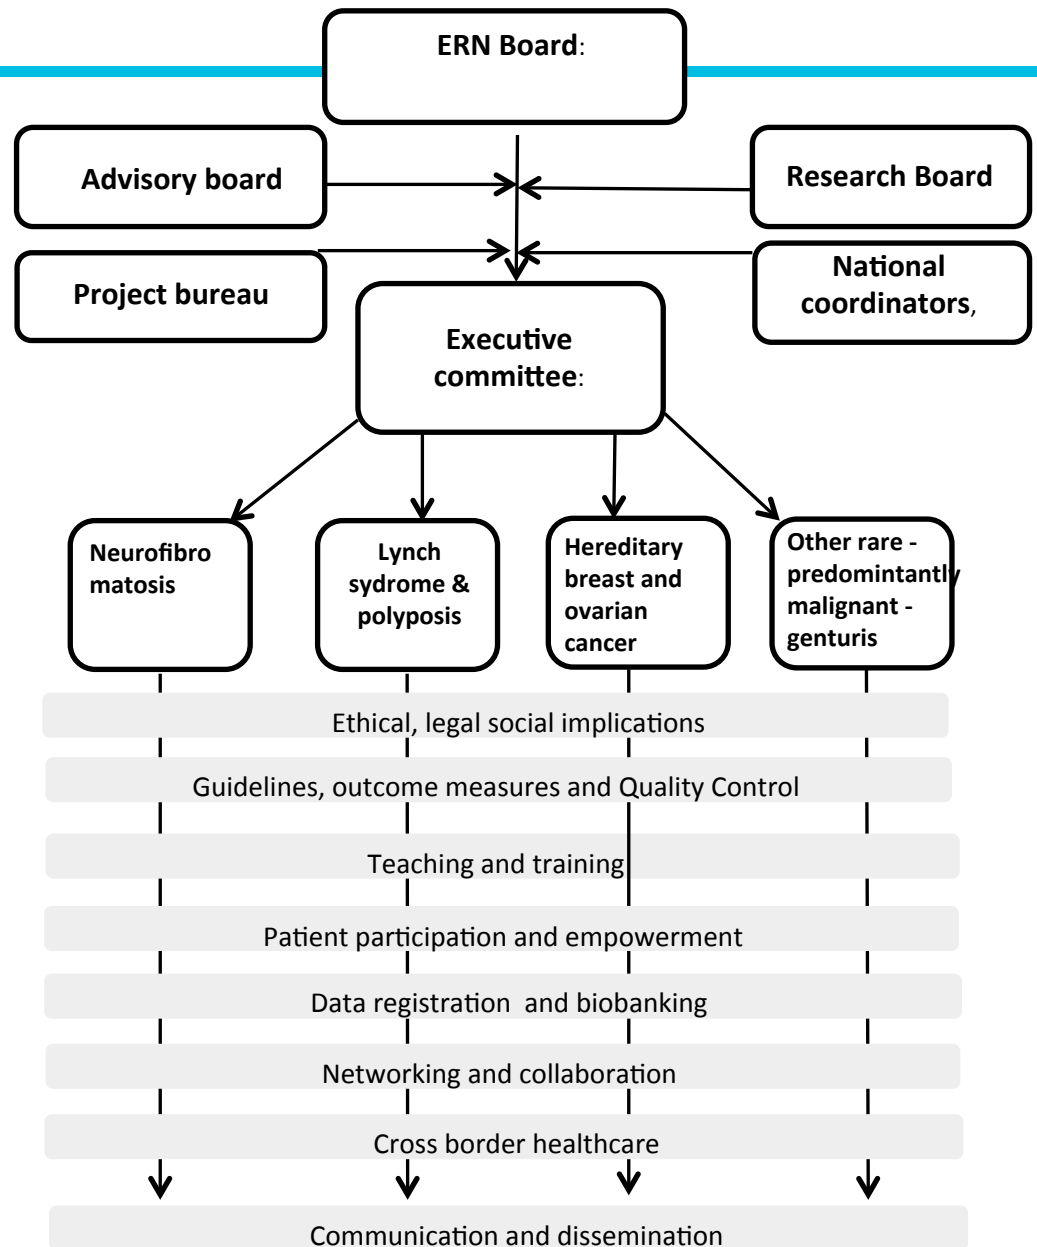 ERN Board:
Advisory board
Research Board
Project bureau
National
coordinators,
Executive
committee:
Neurofibro
matosis
Lynch
sydrome &
polyposis
Hereditary
breast and
ovarian
cancer
Other rare -
predomintantly
malignant -
genturis
Ethical, legal social implications
Guidelines, outcome measures and Quality Control
Teaching and training
Patient participation and empowerment
Data registration  and biobanking
Networking and collaboration
Cross border healthcare
Communication and dissemination